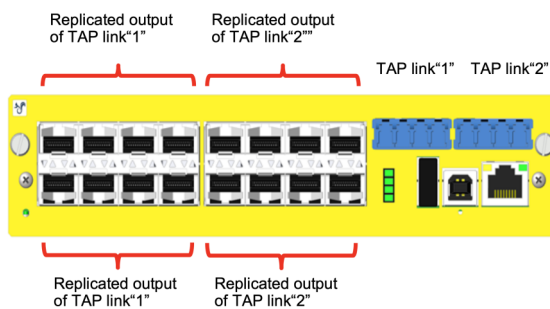 Replicated output
of TAP link“1”
Replicated output
of TAP link“2””
TAP link“1”
TAP link“2”
Replicated output
of TAP link“1”
Replicated output
of TAP link“2”